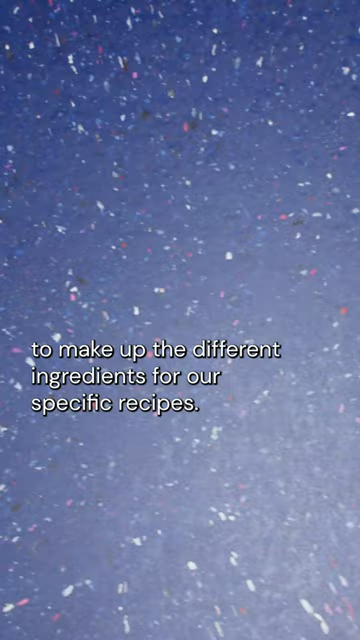 to make up the different
ingredients for our
specific recipes.